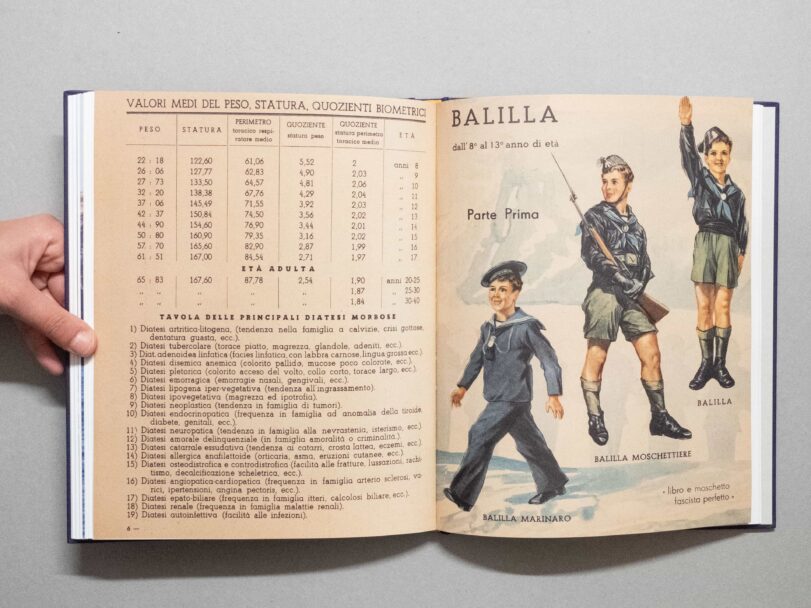 VALORI MEDI DEL PESO, STATURA, QUOZIENTI BIOMETRICI
PESO STATURA PERIMETRO toracico respiratore medio QUOZIENTE statura peso QUOZIENTE statura perimetro toracico medio ETÀ
22 : 18 122,60 61,06 5,52 2 anni 8
26 : 06 127,77 62,83 4,90 2,03 „ 9
27 : 73 133,50 64,57 4,81 2,06 „ 10
32 : 20 138,38 67,76 4,29 2,04 „ 11
37 : 06 145,49 71,55 3,92 2,03 „ 12
42 : 37 150,84 74,50 3,56 2,02 „ 13
44 : 90 154,60 76,90 3,44 2,01 „ 14
50 : 80 160,90 79,35 3,16 2,02 „ 15
57 : 70 165,60 82,90 2,87 1,99 „ 16
61 : 51 167,00 84,54 2,71 1,97 „ 17
ETÀ ADULTA
65 : 83 167,60 87,78 2,54 1,90 anni 20-25
„ „ „ „ „ 1,87 „ 25-30
„ „ „ „ „ 1,84 „ 30-40
TAVOLA DELLE PRINCIPALI DIATESI MORBOSE
1) Diatesi artritica-litogena, (tendenza nella famiglia a calvizie, crisi gottose,
dentatura guasta, ecc.).
2) Diatesi tubercolare (torace piatto, magrezza, glandole, adeniti, ecc.).
3) Diat. adenoidea linfatica (facies linfatica, con labbra carnose, lingua grossa ecc.).
4) Diatesi disemica anemica (colorito pallido, mucose poco colorate, ecc.).
5) Diatesi pletorica (colorito acceso del volto, collo corto, torace largo, ecc.).
6) Diatesi emorragica (emorragie nasali, gengivali, ecc.).
7) Diatesi lipogena iper-vegetativa (tendenza all'ingrassamento).
8) Diatesi ipovegetativa (magrezza ed ipotrofia).
9) Diatesi neoplastica (tendenza in famiglia di tumori).
10) Diatesi endocrinopatica (frequenza in famiglia ad anomalia della tiroide,
diabete, genitali, ecc.).
11) Diatesi neuropatica (tendenza in famiglia alla nevrastenia, isterismo, ecc.).
12) Diatesi amorale delinquenziale (in famiglia amoralità o criminalità.).
13) Diatesi catarrale essudativa (tendenza ai catarri, crosta lattea, eczemi, ecc.).
14) Diatesi allergica anafilattoide (orticaria, asma, eruzioni cutanee, ecc.).
15) Diatesi osteodistrofica e controdistrofica (facilità alle fratture, lussazioni, rachi-
tismo, decalcificazione scheletrica, ecc.).
16) Diatesi angiopatica-cardiopatica (frequenza in famiglia arterio sclerosi, va-
rici, ipertensioni, angina pectoris, ecc.).
17) Diatesi epato-biliare (frequenza in famiglia itteri, calcolosi biliare, ecc.).
18) Diatesi renale (frequenza in famiglia malattie renali).
19) Diatesi autoinfettiva (facilità alle infezioni).
6 —
BALILLA
dall' 8° al 13° anno di età
Parte Prima
BALILLA
BALILLA MOSCHETTIERE
BALILLA MARINARO
« libro e moschetto
fascista perfetto »